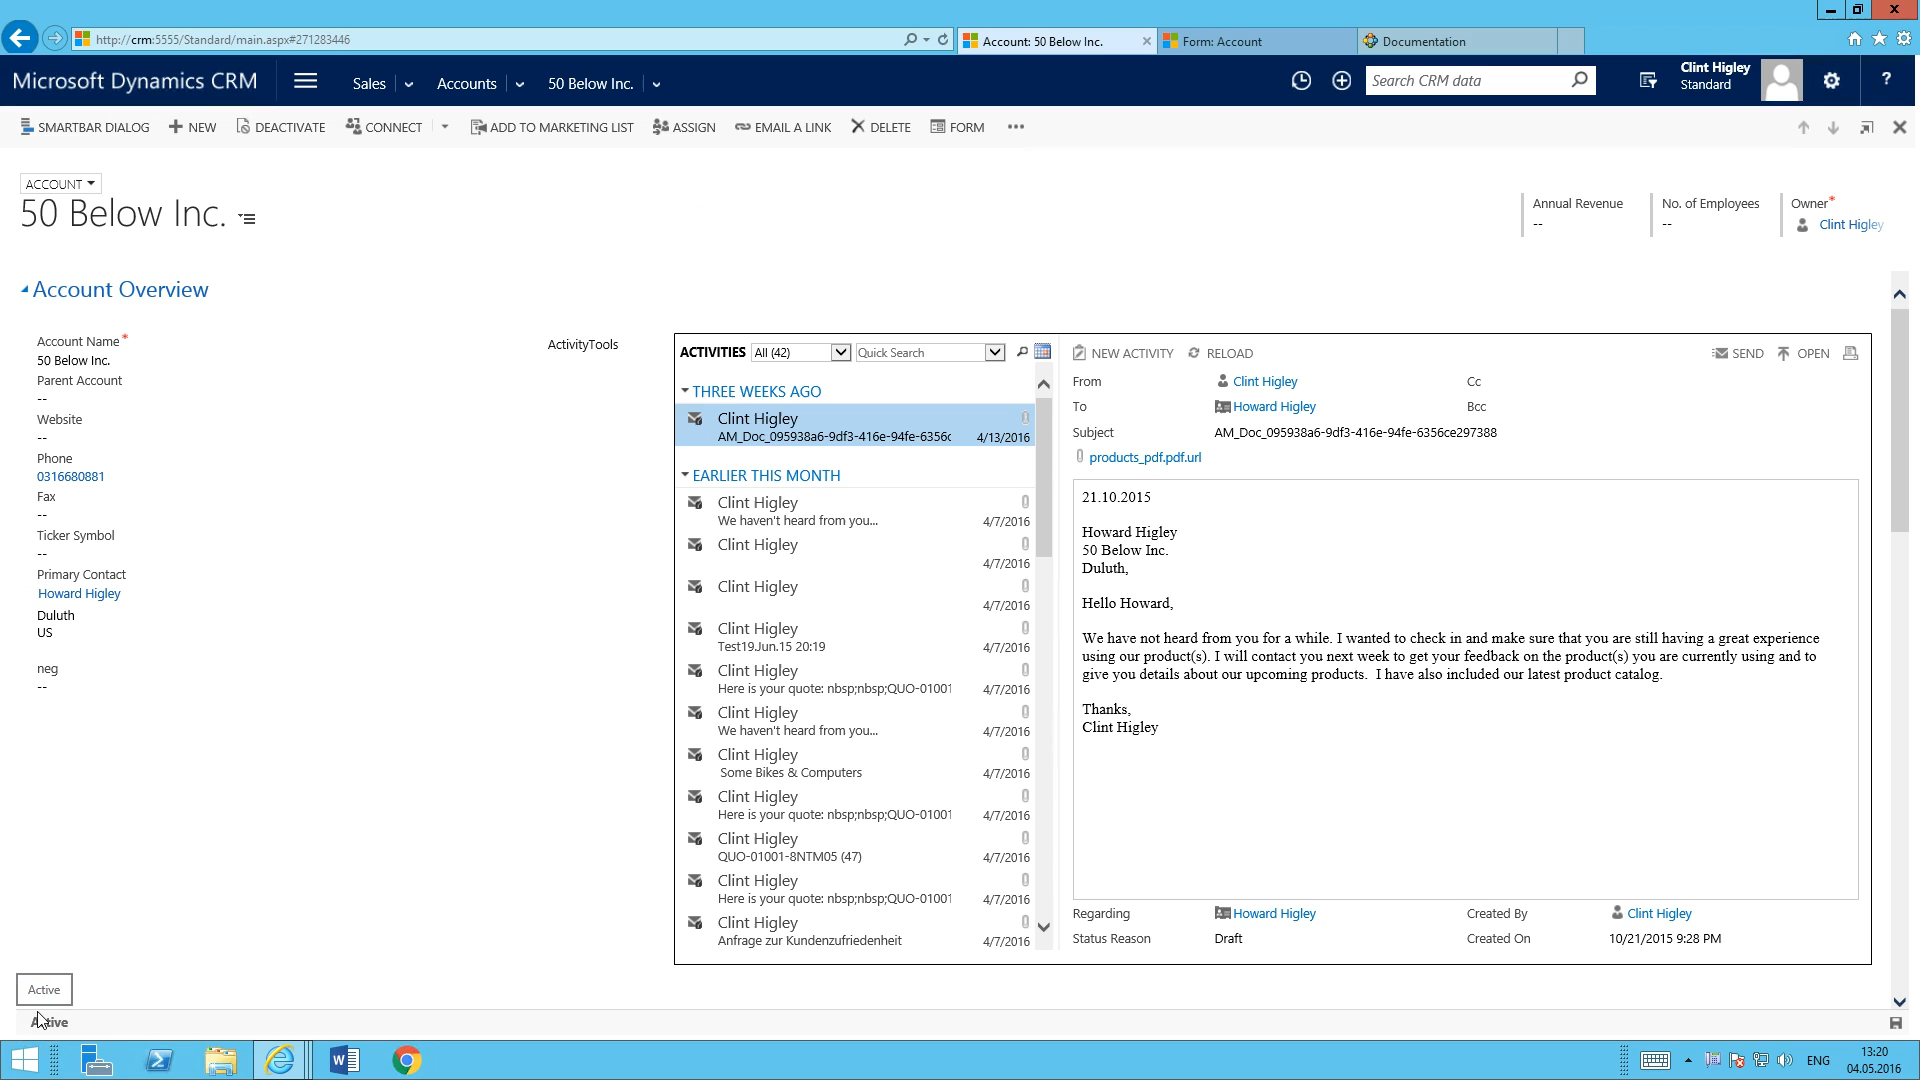 http://crm:5555/Standard/main.aspx#271283446
Account: 50 Below Inc.
Form: Account
Documentation
Microsoft Dynamics CRM
Sales
Accounts
50 Below Inc.
Search CRM data
Clint Higley
Standard
?
SMARTBAR DIALOG
NEW
DEACTIVATE
CONNECT
ADD TO MARKETING LIST
ASSIGN
EMAIL A LINK
DELETE
FORM
ACCOUNT
50 Below Inc.
Annual Revenue
--
No. of Employees
--
Owner*
Clint Higley
Account Overview
Account Name*
50 Below Inc.
Parent Account
--
Website
--
Phone
0316680881
Fax
--
Ticker Symbol
--
Primary Contact
Howard Higley
Duluth
US
neg
--
ActivityTools
ACTIVITIES All (42) Quick Search
THREE WEEKS AGO
Clint Higley
AM_Doc_095938a6-9df3-416e-94fe-6356c 4/13/2016
EARLIER THIS MONTH
Clint Higley
We haven't heard from you... 4/7/2016
Clint Higley
4/7/2016
Clint Higley
4/7/2016
Clint Higley
Test19.Jun.15 20:19 4/7/2016
Clint Higley
Here is your quote: nbsp;nbsp;QUO-01001 4/7/2016
Clint Higley
We haven't heard from you... 4/7/2016
Clint Higley
Some Bikes & Computers 4/7/2016
Clint Higley
Here is your quote: nbsp;nbsp;QUO-01001 4/7/2016
Clint Higley
QUO-01001-8NTM05 (47) 4/7/2016
Clint Higley
Here is your quote: nbsp;nbsp;QUO-01001 4/7/2016
Clint Higley
Anfrage zur Kundenzufriedenheit 4/7/2016
NEW ACTIVITY RELOAD SEND OPEN
From Clint Higley Cc
To Howard Higley Bcc
Subject AM_Doc_095938a6-9df3-416e-94fe-6356ce297388
products_pdf.pdf.url
21.10.2015
Howard Higley
50 Below Inc.
Duluth,
Hello Howard,
We have not heard from you for a while. I wanted to check in and make sure that you are still having a great experience
using our product(s). I will contact you next week to get your feedback on the product(s) you are currently using and to
give you details about our upcoming products.  I have also included our latest product catalog.
Thanks,
Clint Higley
Regarding Howard Higley Created By Clint Higley
Status Reason Draft Created On 10/21/2015 9:28 PM
Active
Active
ENG
13:20
04.05.2016